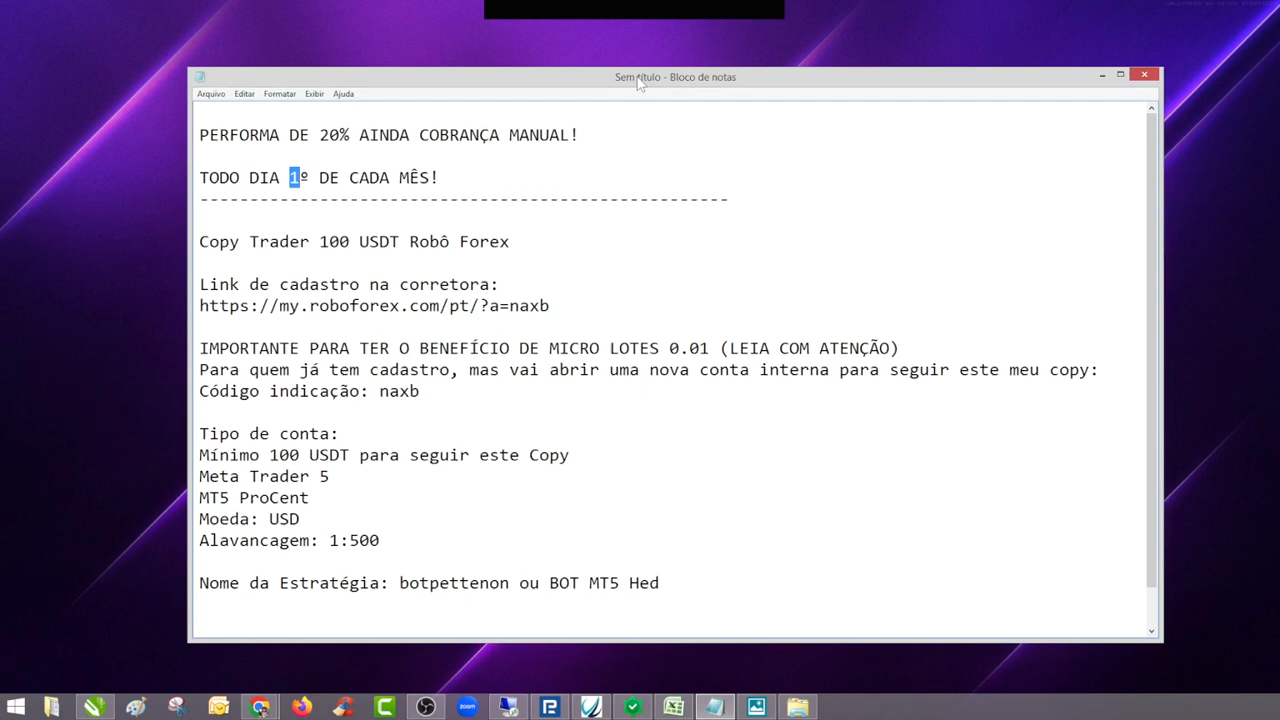 Sem título - Bloco de notas
Arquivo Editar Formatar Exibir Ajuda
PERFORMA DE 20% AINDA COBRANÇA MANUAL!
TODO DIA 1º DE CADA MÊS!
-----------------------------------------------------
Copy Trader 100 USDT Robô Forex
Link de cadastro na corretora:
https://my.roboforex.com/pt/?a=naxb
IMPORTANTE PARA TER O BENEFÍCIO DE MICRO LOTES 0.01 (LEIA COM ATENÇÃO)
Para quem já tem cadastro, mas vai abrir uma nova conta interna para seguir este meu copy:
Código indicação: naxb
Tipo de conta:
Mínimo 100 USDT para seguir este Copy
Meta Trader 5
MT5 ProCent
Moeda: USD
Alavancagem: 1:500
Nome da Estratégia: botpettenon ou BOT MT5 Hed
zoom